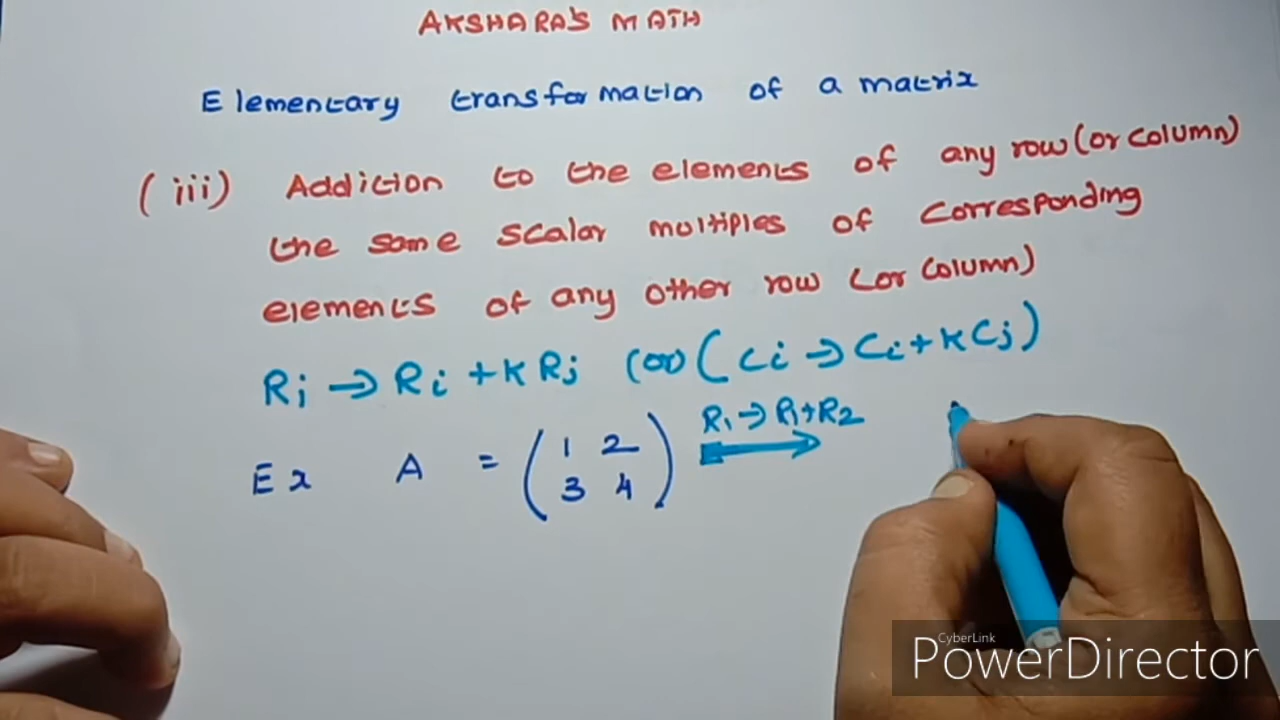 AKSHARA'S MATH
Elementary transformation of a matrix
(iii) Addition to the elements of any row (or column)
the same scalar multiples of corresponding
elements of any other row (or column)
Ri → Ri + K Rj (or) (Ci → Ci + K Cj)
R1 → R1 + R2
Ex A = (1 2
3 4)
CyberLink
PowerDirector